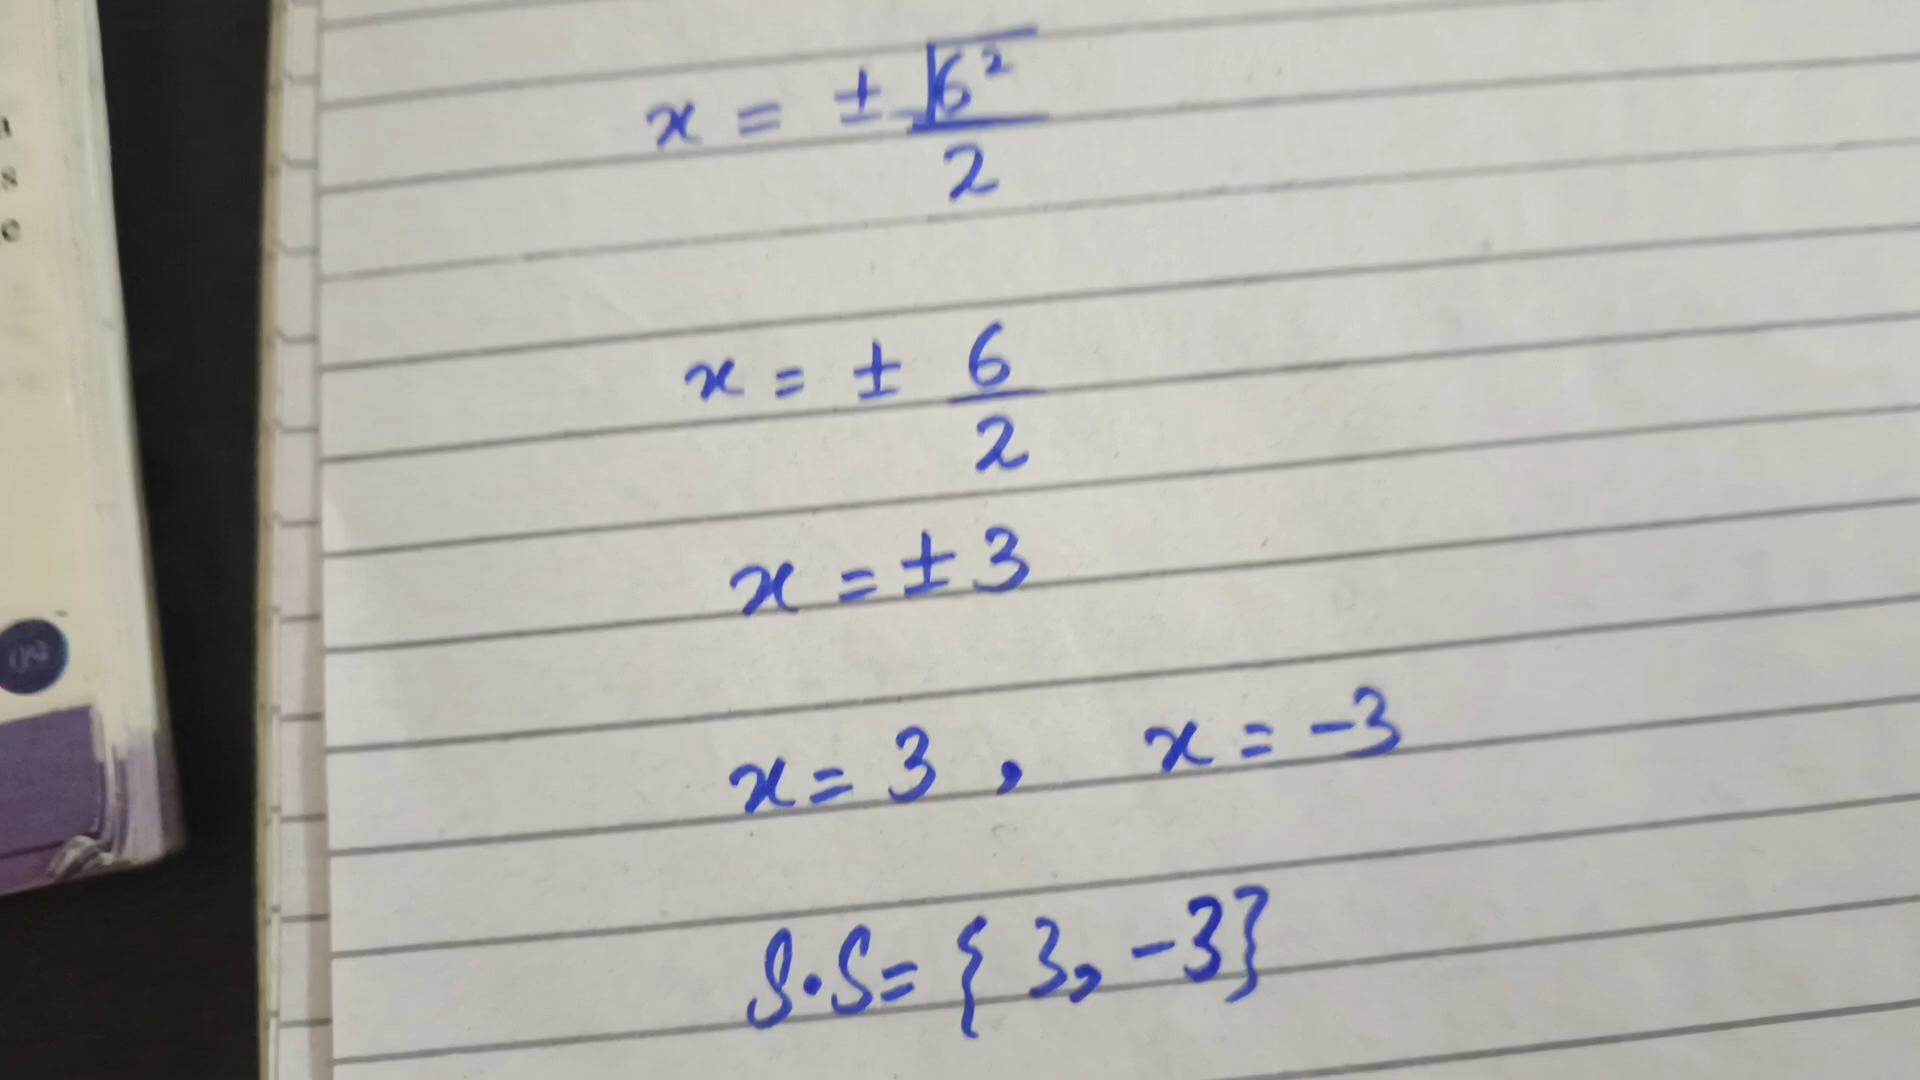 x = ± √6² / 2
x = ± 6 / 2
x = ± 3
x = 3 , x = -3
S.S = { 3, -3}